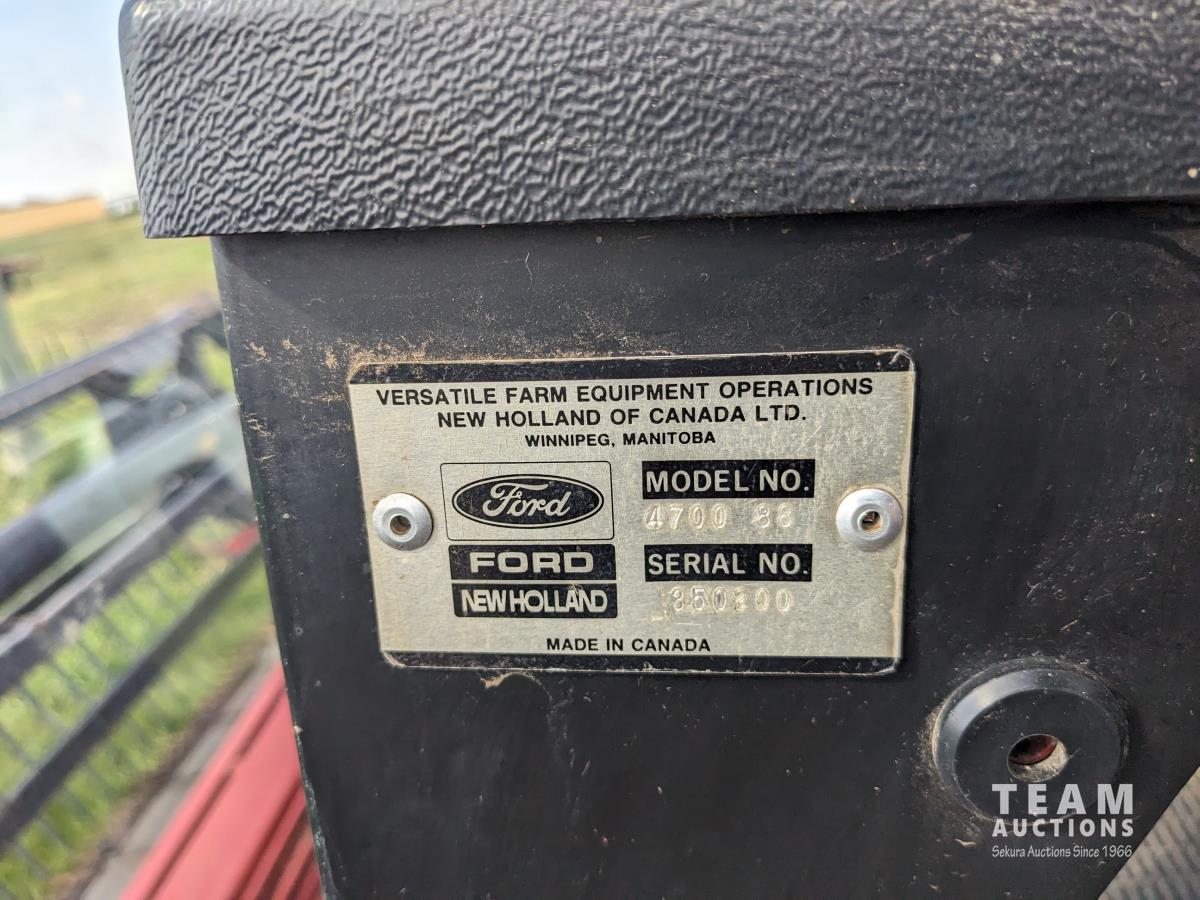 VERSATILE FARM EQUIPMENT OPERATIONS
NEW HOLLAND OF CANADA LTD.
WINNIPEG, MANITOBA
Ford
MODEL NO.
4700
FORD
SERIAL NO.
NEW HOLLAND
MADE IN CANADA
TEAM
AUCTIONS
Sekura Auctions Since 1966